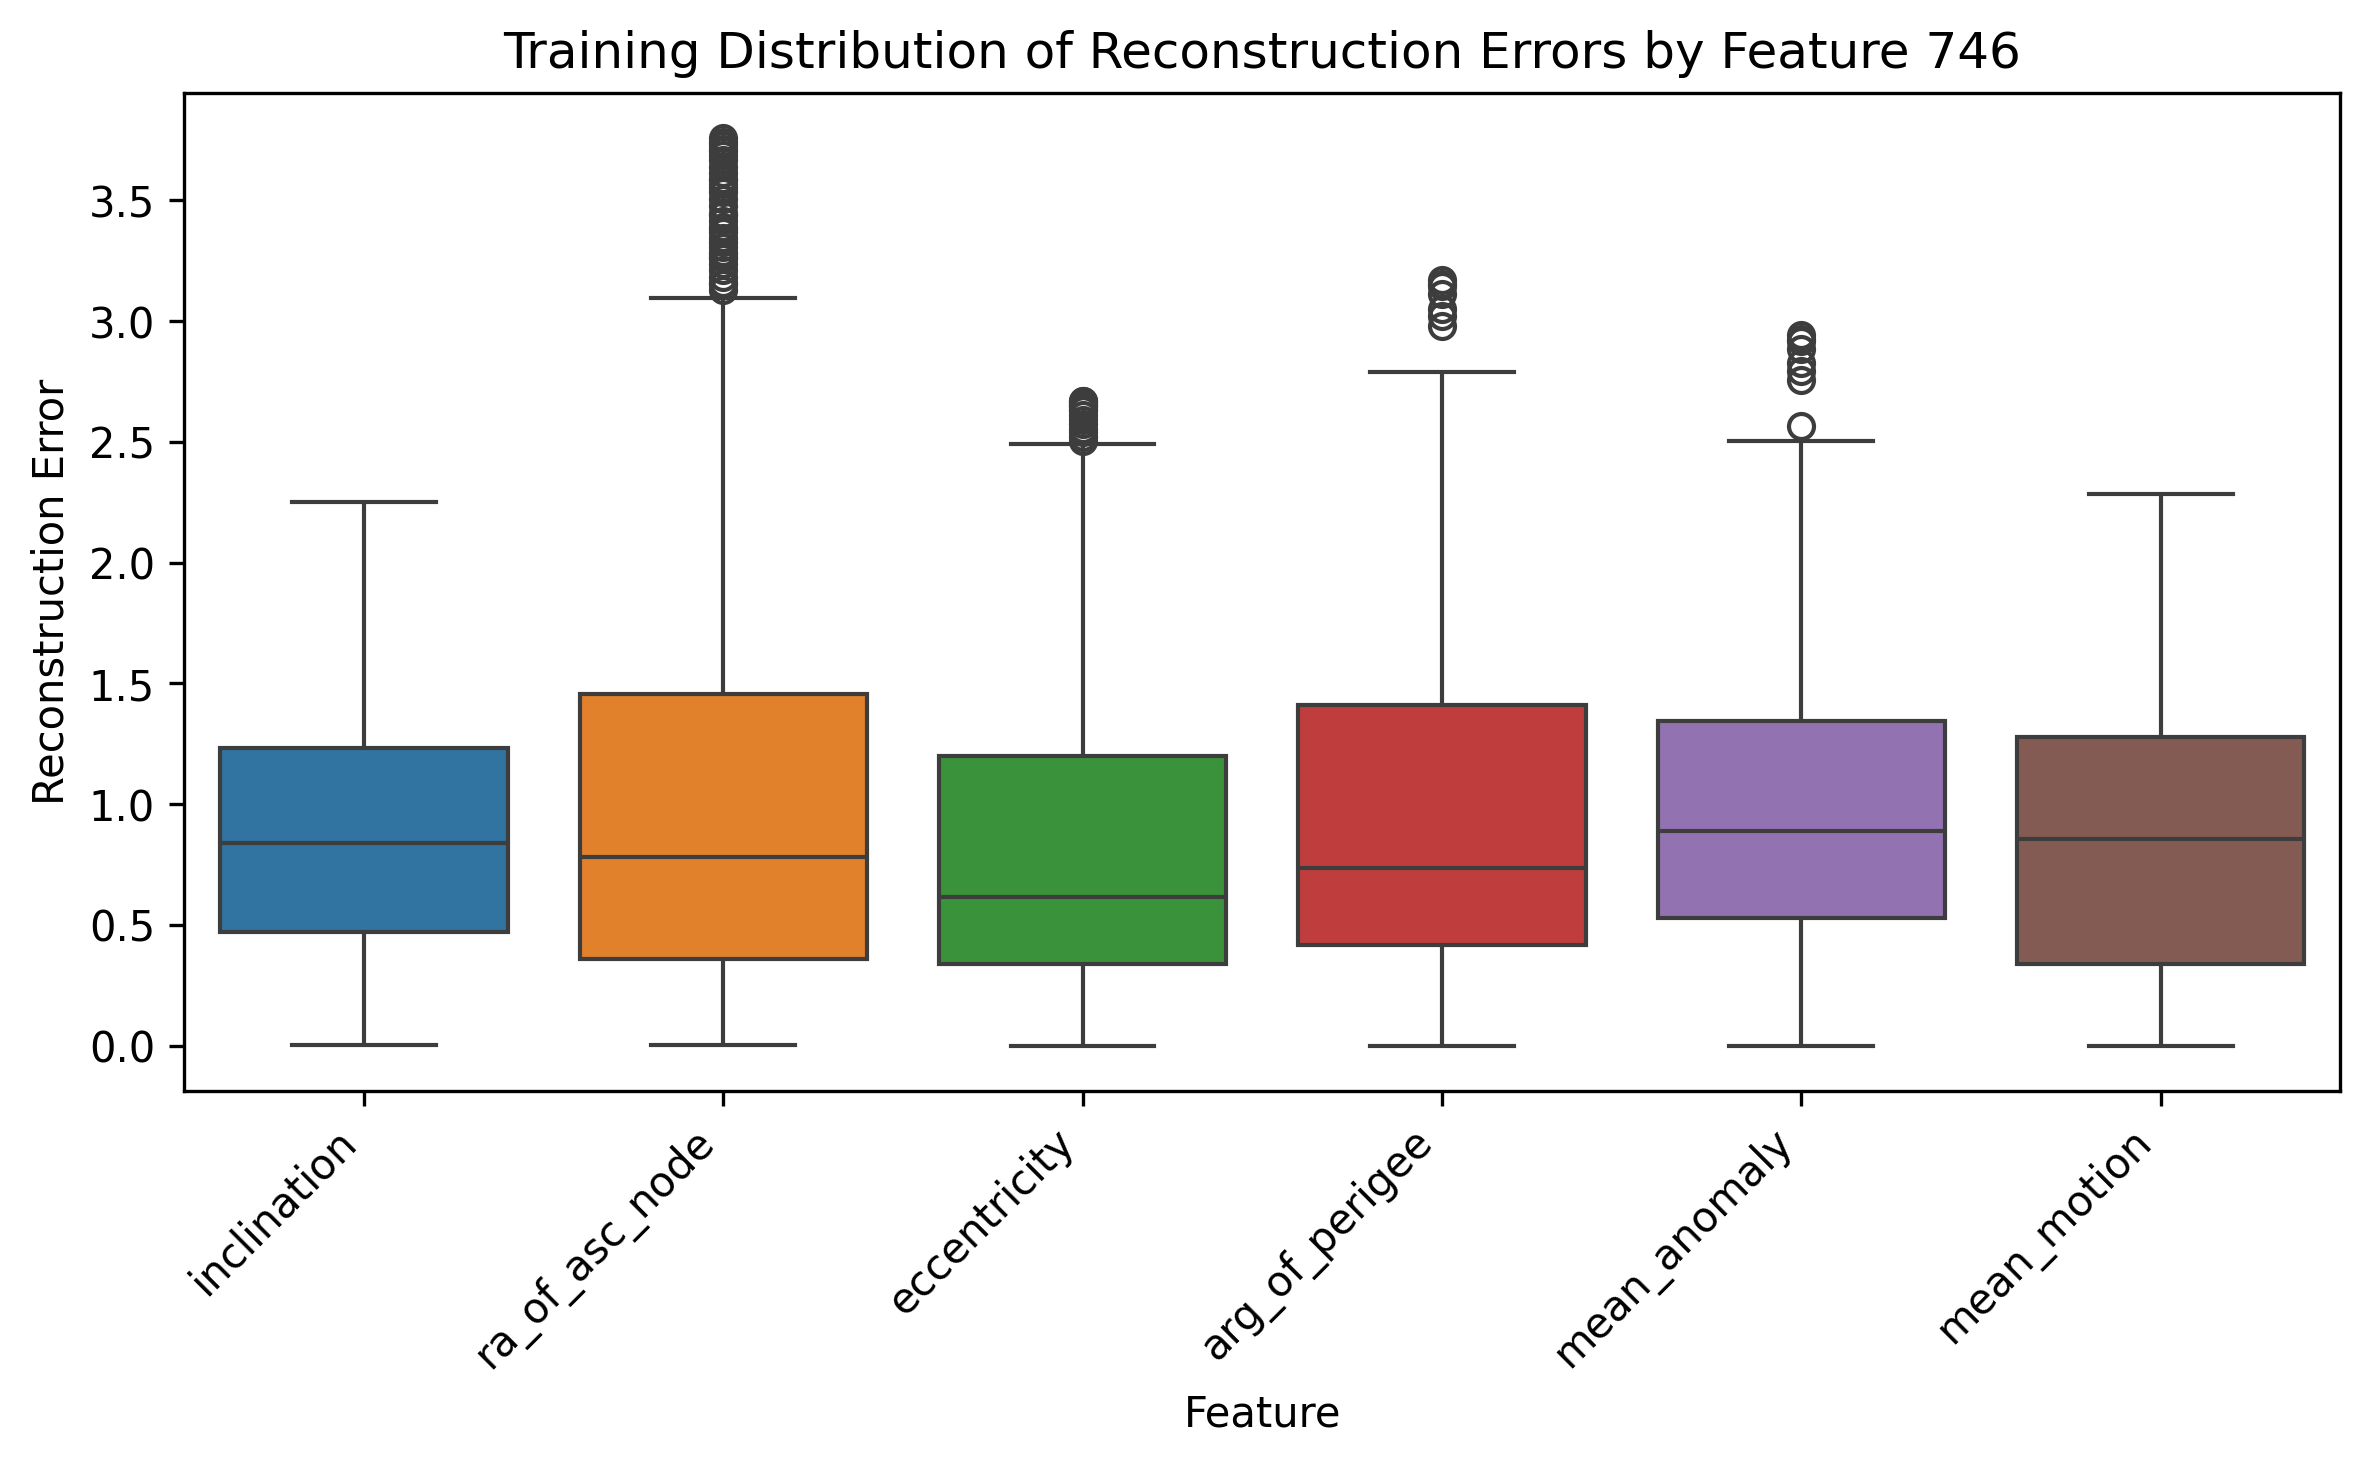 Training Distribution of Reconstruction Errors by Feature 746
Reconstruction Error
3.5
3.0
2.5
2.0
1.5
1.0
0.5
0.0
inclination
ra_of_asc_node
eccentricity
arg_of_perigee
mean_anomaly
mean_motion
Feature